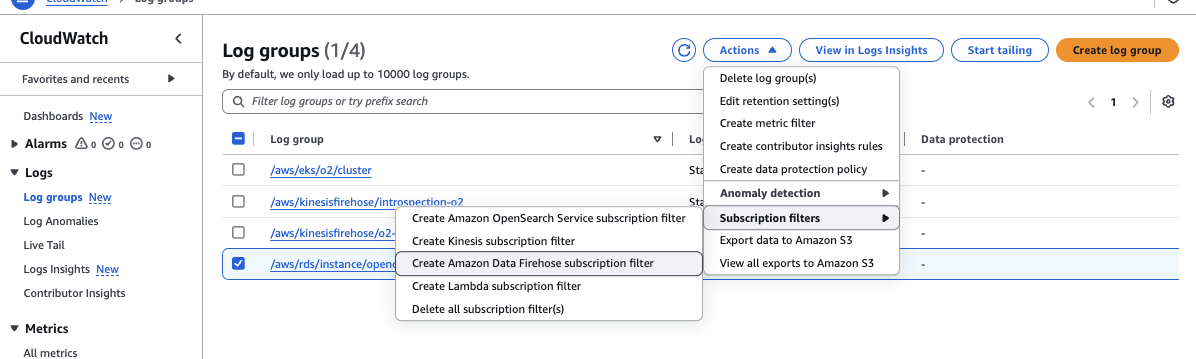 CloudWatch
Log groups
CloudWatch
Favorites and recents
Dashboards New
Alarms 0 0 0
Logs
Log groups New
Log Anomalies
Live Tail
Logs Insights New
Contributor Insights
Metrics
All metrics
Log groups (1/4)
By default, we only load up to 10000 log groups.
Actions
View in Logs Insights
Start tailing
Create log group
Filter log groups or try prefix search
1
Log group
Data protection
/aws/eks/o2/cluster
-
/aws/kinesisfirehose/introspection-o2
-
/aws/kinesisfirehose/o2-
-
/aws/rds/instance/
-
Delete log group(s)
Edit retention setting(s)
Create metric filter
Create contributor insights rules
Create data protection policy
Anomaly detection
Subscription filters
Export data to Amazon S3
View all exports to Amazon S3
Create Amazon OpenSearch Service subscription filter
Create Kinesis subscription filter
Create Amazon Data Firehose subscription filter
Create Lambda subscription filter
Delete all subscription filter(s)